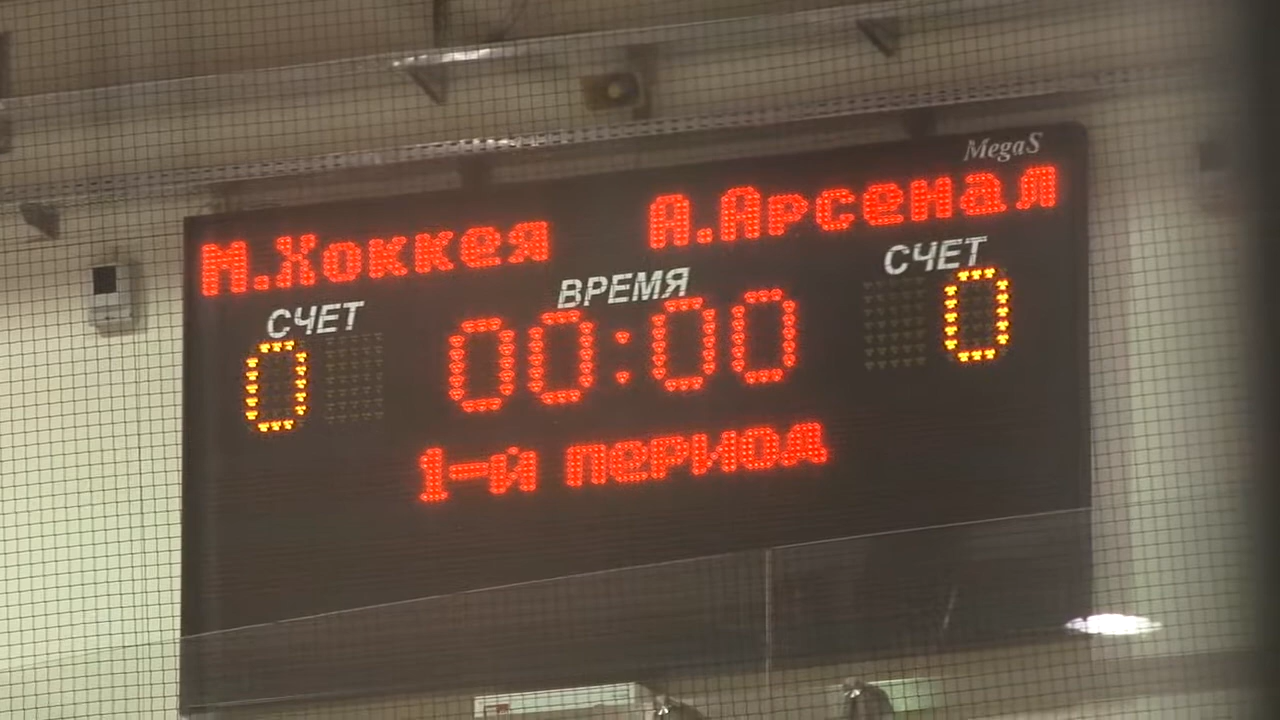 MegaS
М.Хоккея А.Арсенал
СЧЕТ ВРЕМЯ СЧЕТ
0 00:00 0
1-й период